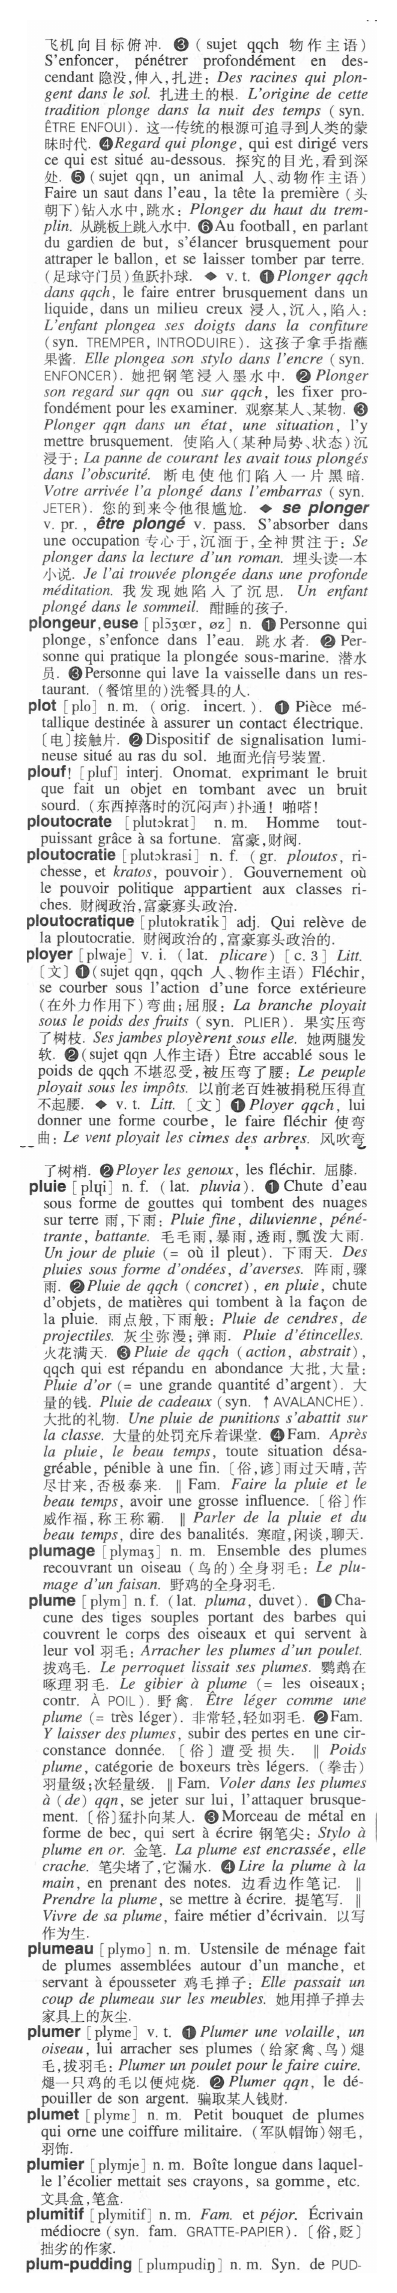 飞机向目标俯冲. ❸ ( sujet qqch 物作主语)
S'enfoncer, pénétrer profondément en des-
cendant 隐没,伸入,扎进: Des racines qui plon-
gent dans le sol. 扎进土的根. L'origine de cette
tradition plonge dans la nuit des temps ( syn.
ÊTRE ENFOUI). 这一传统的根源可追寻到人类的蒙
昧时代. ❹Regard qui plonge, qui est dirigé vers
ce qui est situé au-dessous. 探究的目光,看到深
处. ❺ (sujet qqn, un animal 人、动物作主语)
Faire un saut dans l'eau, la tête la première (头
朝下)钻入水中,跳水: Plonger du haut du trem-
plin. 从跳板上跳入水中. ❻Au football, en parlant
du gardien de but, s'élancer brusquement pour
attraper le ballon, et se laisser tomber par terre.
(足球守门员)鱼跃扑球. ◆ v. t. ❶Plonger qqch
dans qqch, le faire entrer brusquement dans un
liquide, dans un milieu creux 浸入,沉入,陷入:
L'enfant plongea ses doigts dans la confiture
(syn. TREMPER, INTRODUIRE). 这孩子拿手指蘸
果酱. Elle plongea son stylo dans l'encre (syn.
ENFONCER). 她把钢笔浸入墨水中. ❷ Plonger
son regard sur qqn ou sur qqch, les fixer pro-
fondément pour les examiner. 观察某人、某物. ❸
Plonger qqn dans un état, une situation, l'y
mettre brusquement. 使陷入(某种局势、状态)沉
浸于: La panne de courant les avait tous plongés
dans l'obscurité. 断电使他们陷入一片黑暗.
Votre arrivée l'a plongé dans l'embarras ( syn.
JETER). 您的到来令他很尴尬. ◆ se plonger
v. pr., être plongé v. pass. S'absorber dans
une occupation 专心于,沉湎于,全神贯注于: Se
plonger dans la lecture d'un roman. 埋头读一本
小说. Je l'ai trouvée plongée dans une profonde
méditation. 我发现她陷入了沉思. Un enfant
plongé dans le sommeil. 酣睡的孩子.
plongeur,euse [plɔ̃ʒœr, øz] n. ❶Personne qui
plonge, s'enfonce dans l'eau. 跳水者. ❷ Per-
sonne qui pratique la plongée sous-marine. 潜水
员. ❸Personne qui lave la vaisselle dans un res-
taurant. (餐馆里的)洗餐具的人.
plot [plo] n. m. ( orig. incert. ). ❶ Pièce mé-
tallique destinée à assurer un contact électrique.
〔电〕接触片. ❷Dispositif de signalisation lumi-
neuse situé au ras du sol. 地面光信号装置.
plouf! [pluf] interj. Onomat. exprimant le bruit
que fait un objet en tombant avec un bruit
sourd. (东西掉落时的沉闷声)扑通! 啪嗒!
ploutocrate [plutɔkrat] n. m. Homme tout-
puissant grâce à sa fortune. 富豪,财阀.
ploutocratie [plutɔkrasi] n. f. (gr. ploutos, ri-
chesse, et kratos, pouvoir). Gouvernement où
le pouvoir politique appartient aux classes ri-
ches. 财阀政治,富豪寡头政治.
ploutocratique [plutokratik] adj. Qui relève de
la ploutocratie. 财阀政治的,富豪寡头政治的.
ployer [plwaje] v. i. (lat. plicare) [c. 3] Litt.
〔文〕❶(sujet qqn, qqch 人、物作主语) Fléchir,
se courber sous l'action d'une force extérieure
(在外力作用下)弯曲;屈服: La branche ployait
sous le poids des fruits ( syn. PLIER). 果实压弯
了树枝. Ses jambes ployèrent sous elle. 她两腿发
软. ❷(sujet qqn 人作主语) Être accablé sous le
poids de qqch 不堪忍受,被压弯了腰: Le peuple
ployait sous les impôts. 以前老百姓被捐税压得直
不起腰. ◆ v. t. Litt. 〔文〕❶Ployer qqch, lui
donner une forme courbe, le faire fléchir 使弯
曲: Le vent ployait les cimes des arbres. 风吹弯
了树梢. ❷Ployer les genoux, les fléchir. 屈膝.
pluie [plɥi] n. f. (lat. pluvia). ❶ Chute d'eau
sous forme de gouttes qui tombent des nuages
sur terre 雨,下雨: Pluie fine, diluvienne, péné-
trante, battante. 毛毛雨,暴雨,透雨,瓢泼大雨.
Un jour de pluie (= où il pleut). 下雨天. Des
pluies sous forme d'ondées, d'averses. 阵雨,骤
雨. ❷Pluie de qqch (concret), en pluie, chute
d'objets, de matières qui tombent à la façon de
la pluie. 雨点般,下雨般: Pluie de cendres, de
projectiles. 灰尘弥漫;弹雨. Pluie d'étincelles.
火花满天. ❸Pluie de qqch (action, abstrait),
qqch qui est répandu en abondance 大批,大量:
Pluie d'or (= une grande quantité d'argent). 大
量的钱. Pluie de cadeaux (syn. ↑AVALANCHE).
大批的礼物. Une pluie de punitions s'abattit sur
la classe. 大量的处罚充斥着课堂. ❹Fam. Après
la pluie, le beau temps, toute situation désa-
gréable, pénible à une fin. 〔俗,谚〕雨过天晴,苦
尽甘来,否极泰来. ‖ Fam. Faire la pluie et le
beau temps, avoir une grosse influence. 〔俗〕作
威作福,称王称霸. ‖ Parler de la pluie et du
beau temps, dire des banalités. 寒暄,闲谈,聊天.
plumage [plymaʒ] n. m. Ensemble des plumes
recouvrant un oiseau (鸟的)全身羽毛: Le plu-
mage d'un faisan. 野鸡的全身羽毛.
plume [plym] n. f. (lat. pluma, duvet). ❶Cha-
cune des tiges souples portant des barbes qui
couvrent le corps des oiseaux et qui servent à
leur vol 羽毛: Arracher les plumes d'un poulet.
拔鸡毛. Le perroquet lissait ses plumes. 鹦鹉在
啄理羽毛. Le gibier à plume (= les oiseaux;
contr. À POIL). 野禽. Être léger comme une
plume (= très léger). 非常轻,轻如羽毛. ❷Fam.
Y laisser des plumes, subir des pertes en une cir-
constance donnée. 〔俗〕遭受损失. ‖ Poids
plume, catégorie de boxeurs très légers. (拳击)
羽量级;次轻量级. ‖ Fam. Voler dans les plumes
à (de) qqn, se jeter sur lui, l'attaquer brusque-
ment. 〔俗〕猛扑向某人. ❸Morceau de métal en
forme de bec, qui sert à écrire 钢笔尖: Stylo à
plume en or. 金笔. La plume est encrassée, elle
crache. 笔尖堵了,它漏水. ❹Lire la plume à la
main, en prenant des notes. 边看边作笔记. ‖
Prendre la plume, se mettre à écrire. 提笔写. ‖
Vivre de sa plume, faire métier d'écrivain. 以写
作为生.
plumeau [plymo] n. m. Ustensile de ménage fait
de plumes assemblées autour d'un manche, et
servant à épousseter 鸡毛掸子: Elle passait un
coup de plumeau sur les meubles. 她用掸子掸去
家具上的灰尘.
plumer [plyme] v. t. ❶ Plumer une volaille, un
oiseau, lui arracher ses plumes (给家禽、鸟)煺
毛,拔羽毛: Plumer un poulet pour le faire cuire.
煺一只鸡的毛以便炖烧. ❷ Plumer qqn, le dé-
pouiller de son argent. 骗取某人钱财.
plumet [plymɛ] n. m. Petit bouquet de plumes
qui orne une coiffure militaire. (军队帽饰)翎毛,
羽饰.
plumier [plymje] n. m. Boîte longue dans laquel-
le l'écolier mettait ses crayons, sa gomme, etc.
文具盒,笔盒.
plumitif [plymitif] n. m. Fam. et péjor. Écrivain
médiocre (syn. fam. GRATTE-PAPIER). 〔俗,贬〕
拙劣的作家.
plum-pudding [plumpudiŋ] n. m. Syn. de PUD-